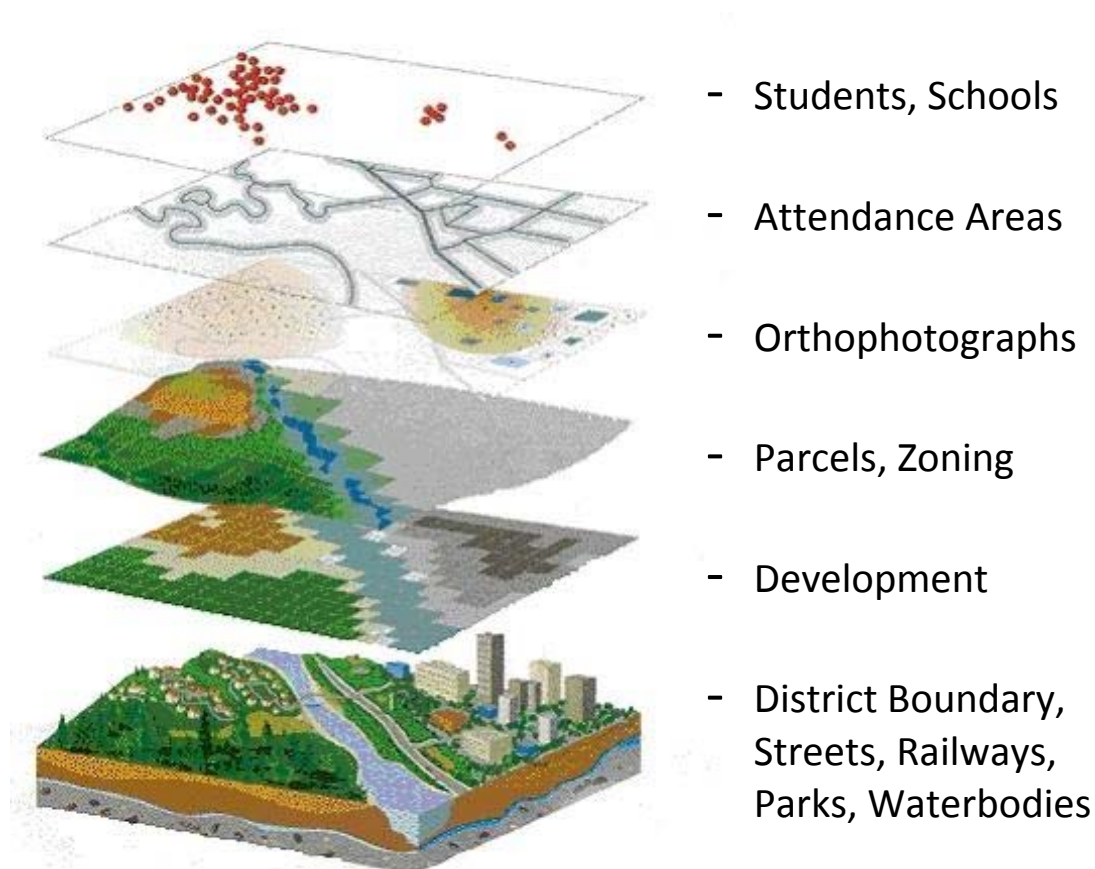 - Students, Schools
- Attendance Areas
- Orthophotographs
- Parcels, Zoning
- Development
- District Boundary,
Streets, Railways,
Parks, Waterbodies